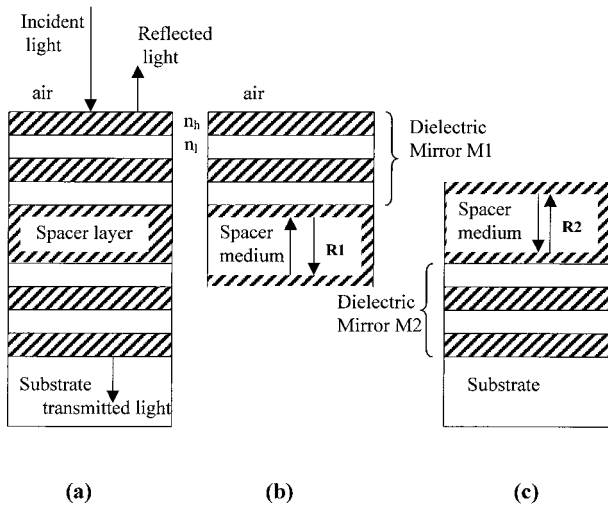 Incident
light
Reflected
light
air
air
n_h
n_l
Dielectric
Mirror M1
Spacer layer
Spacer
medium
R1
Spacer
medium
R2
Dielectric
Mirror M2
Substrate
transmitted light
Substrate
(a)
(b)
(c)